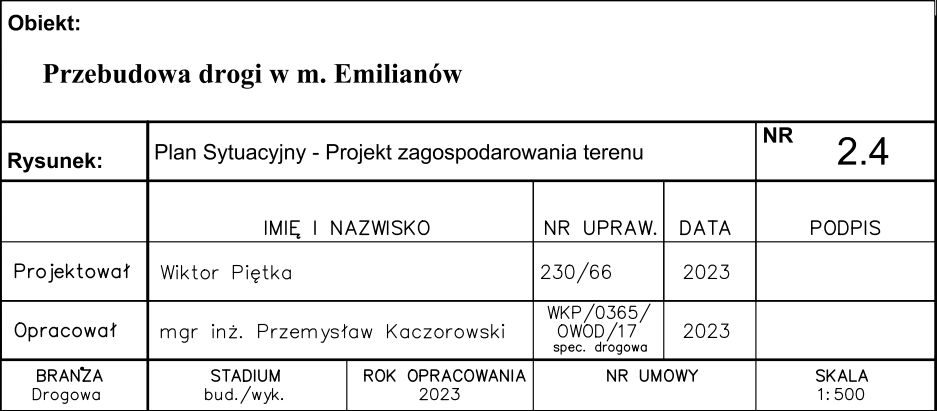 Obiekt:
Przebudowa drogi w m. Emilianów
Rysunek:
Plan Sytuacyjny - Projekt zagospodarowania terenu
NR 2.4
IMIĘ I NAZWISKO NR UPRAW. DATA PODPIS
Projektował Wiktor Piętka 230/66 2023
Opracował mgr inż. Przemysław Kaczorowski WKP/0365/
OWOD/17
spec. drogowa
2023
BRANŻA STADIUM ROK OPRACOWANIA NR UMOWY SKALA
Drogowa bud./wyk. 2023 1:500